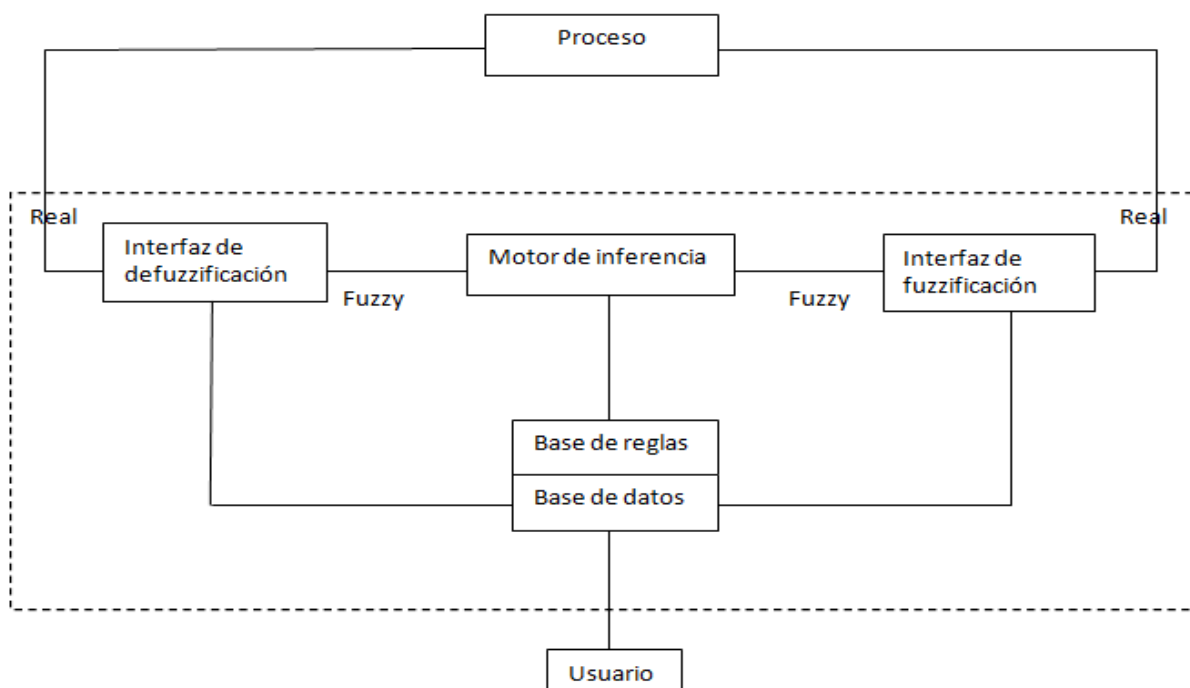 Proceso
Real
Real
Interfaz de
defuzzificación
Motor de inferencia
Interfaz de
fuzzificación
Fuzzy
Fuzzy
Base de reglas
Base de datos
Usuario